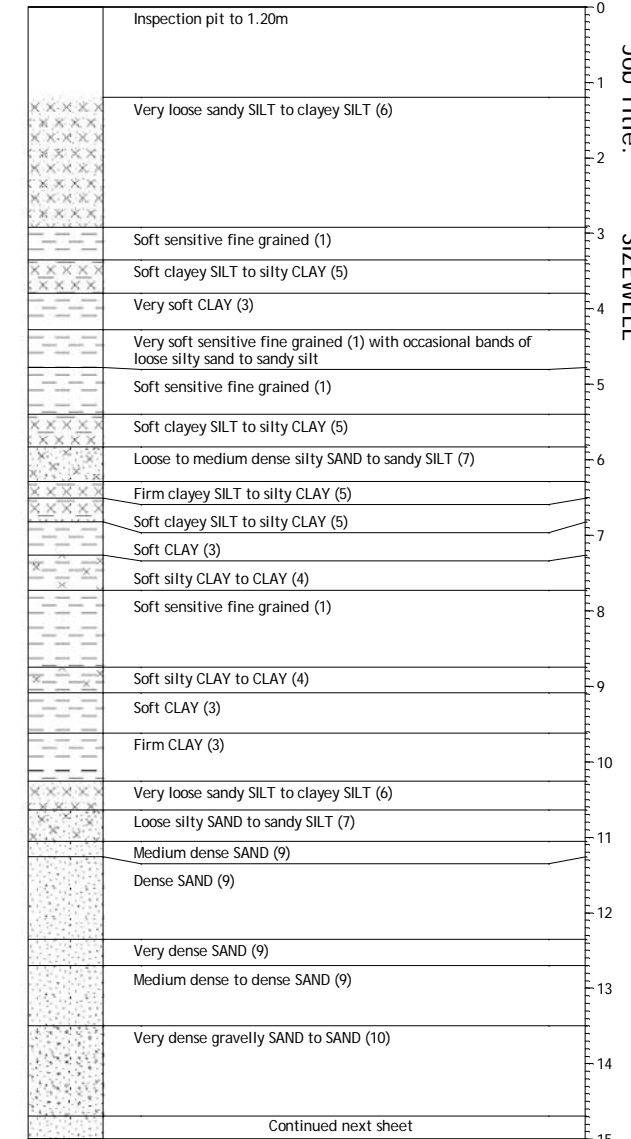 Inspection pit to 1.20m
Very loose sandy SILT to clayey SILT (6)
Soft sensitive fine grained (1)
Soft clayey SILT to silty CLAY (5)
Very soft CLAY (3)
Very soft sensitive fine grained (1) with occasional bands of
loose silty sand to sandy silt
Soft sensitive fine grained (1)
Soft clayey SILT to silty CLAY (5)
Loose to medium dense silty SAND to sandy SILT (7)
Firm clayey SILT to silty CLAY (5)
Soft clayey SILT to silty CLAY (5)
Soft CLAY (3)
Soft silty CLAY to CLAY (4)
Soft sensitive fine grained (1)
Soft silty CLAY to CLAY (4)
Soft CLAY (3)
Firm CLAY (3)
Very loose sandy SILT to clayey SILT (6)
Loose silty SAND to sandy SILT (7)
Medium dense SAND (9)
Dense SAND (9)
Very dense SAND (9)
Medium dense to dense SAND (9)
Very dense gravelly SAND to SAND (10)
Continued next sheet
0
1
2
3
4
5
6
7
8
9
10
11
12
13
14
15
Job Title:
SIZEWELL